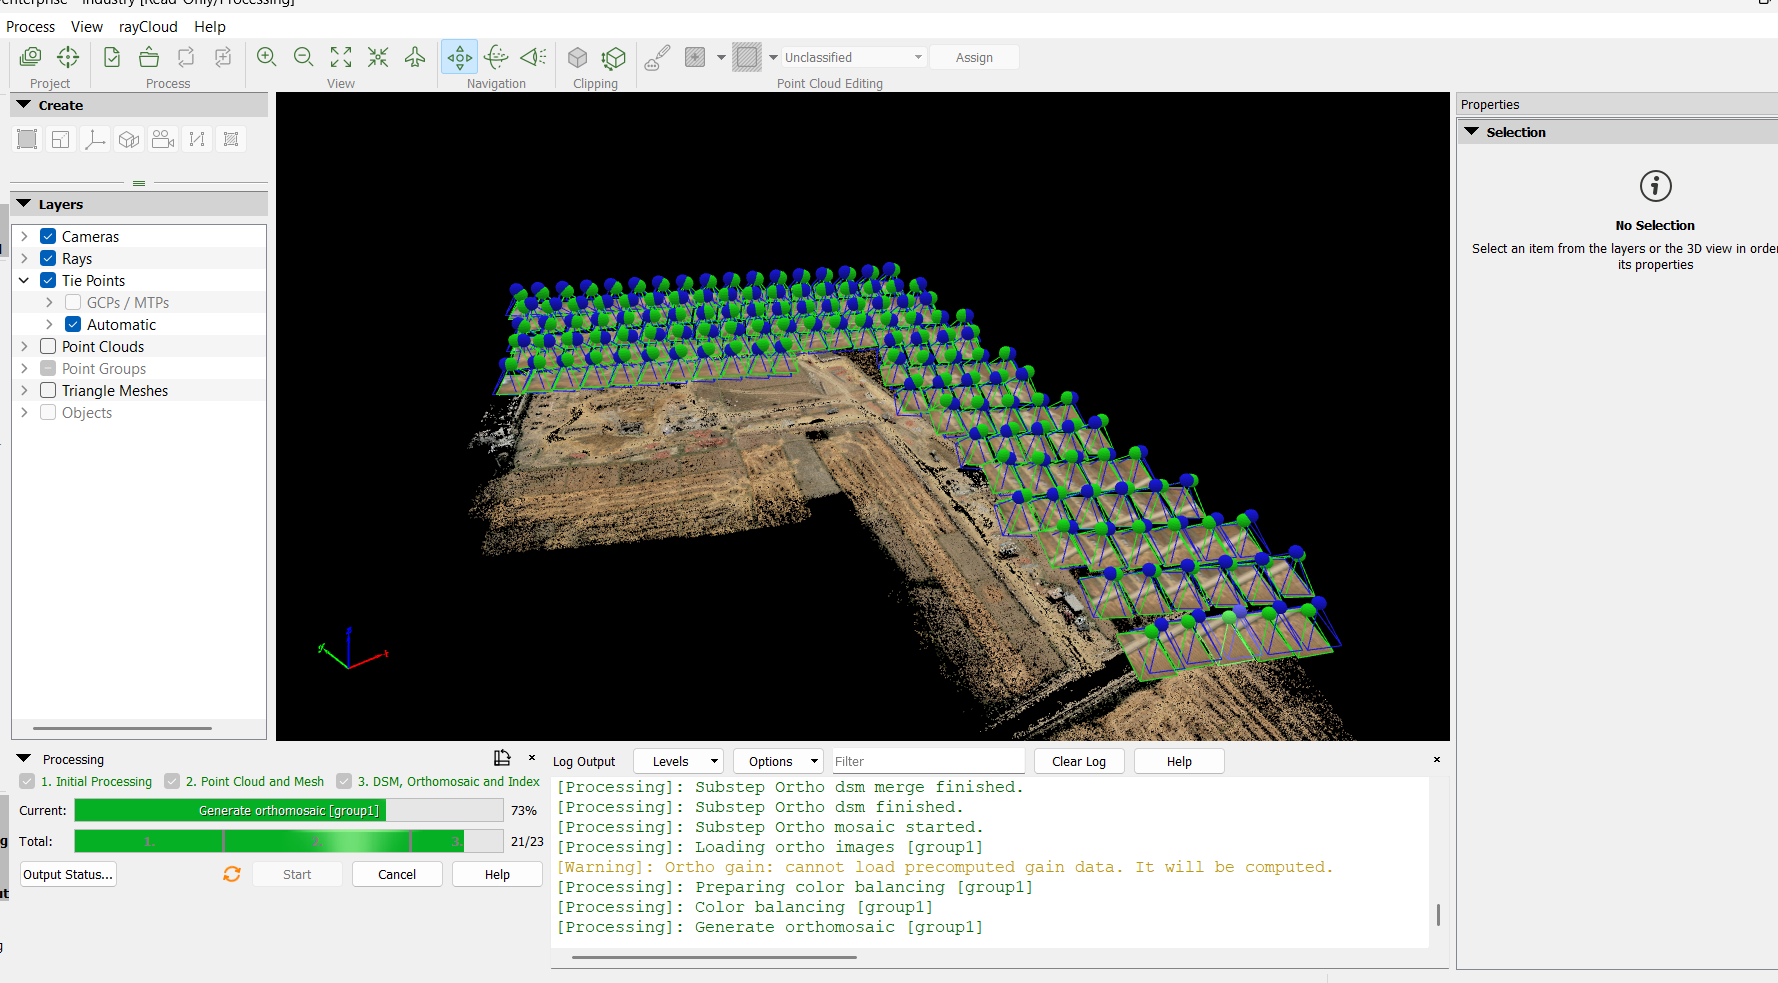 enterprise - Industry [Read-Only/Processing]
Process View rayCloud Help
Unclassified Assign
Project Process View Navigation Clipping Point Cloud Editing
Create
Layers
Cameras
Rays
Tie Points
GCPs / MTPs
Automatic
Point Clouds
Point Groups
Triangle Meshes
Objects
Properties
Selection
No Selection
Select an item from the layers or the 3D view in order
its properties
Processing
1. Initial Processing 2. Point Cloud and Mesh 3. DSM, Orthomosaic and Index
Current: Generate orthomosaic [group1] 73%
Total: 1. 2. 3. 21/23
Output Status... Start Cancel Help
Log Output Levels Options Filter Clear Log Help
[Processing]: Substep Ortho dsm merge finished.
[Processing]: Substep Ortho dsm finished.
[Processing]: Substep Ortho mosaic started.
[Processing]: Loading ortho images [group1]
[Warning]: Ortho gain: cannot load precomputed gain data. It will be computed.
[Processing]: Preparing color balancing [group1]
[Processing]: Color balancing [group1]
[Processing]: Generate orthomosaic [group1]